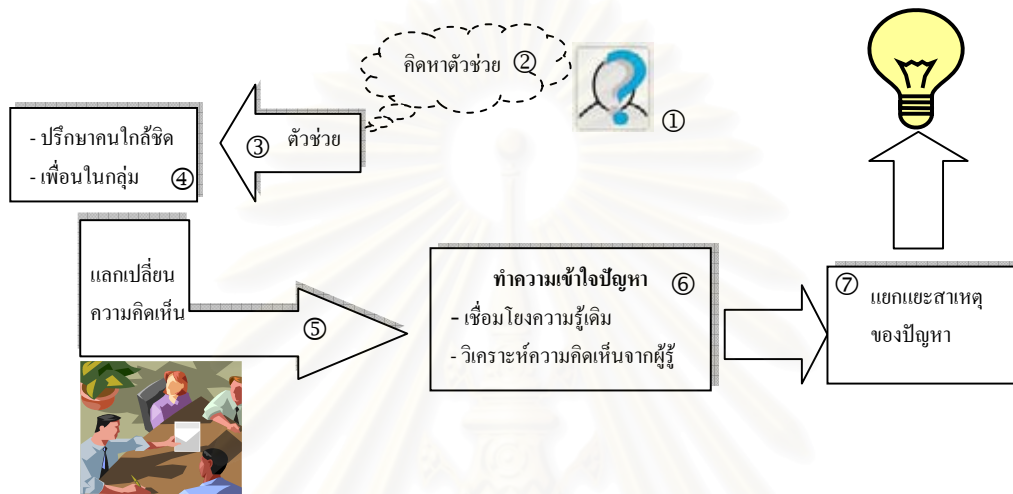 ①
คิดหาตัวช่วย ②
③ ตัวช่วย
- ปรึกษาคนใกล้ชิด
- เพื่อนในกลุ่ม ④
แลกเปลี่ยน
ความคิดเห็น
⑤
ทำความเข้าใจปัญหา ⑥
- เชื่อมโยงความรู้เดิม
- วิเคราะห์ความคิดเห็นจากผู้รู้
⑦ แยกแยะสาเหตุ
ของปัญหา